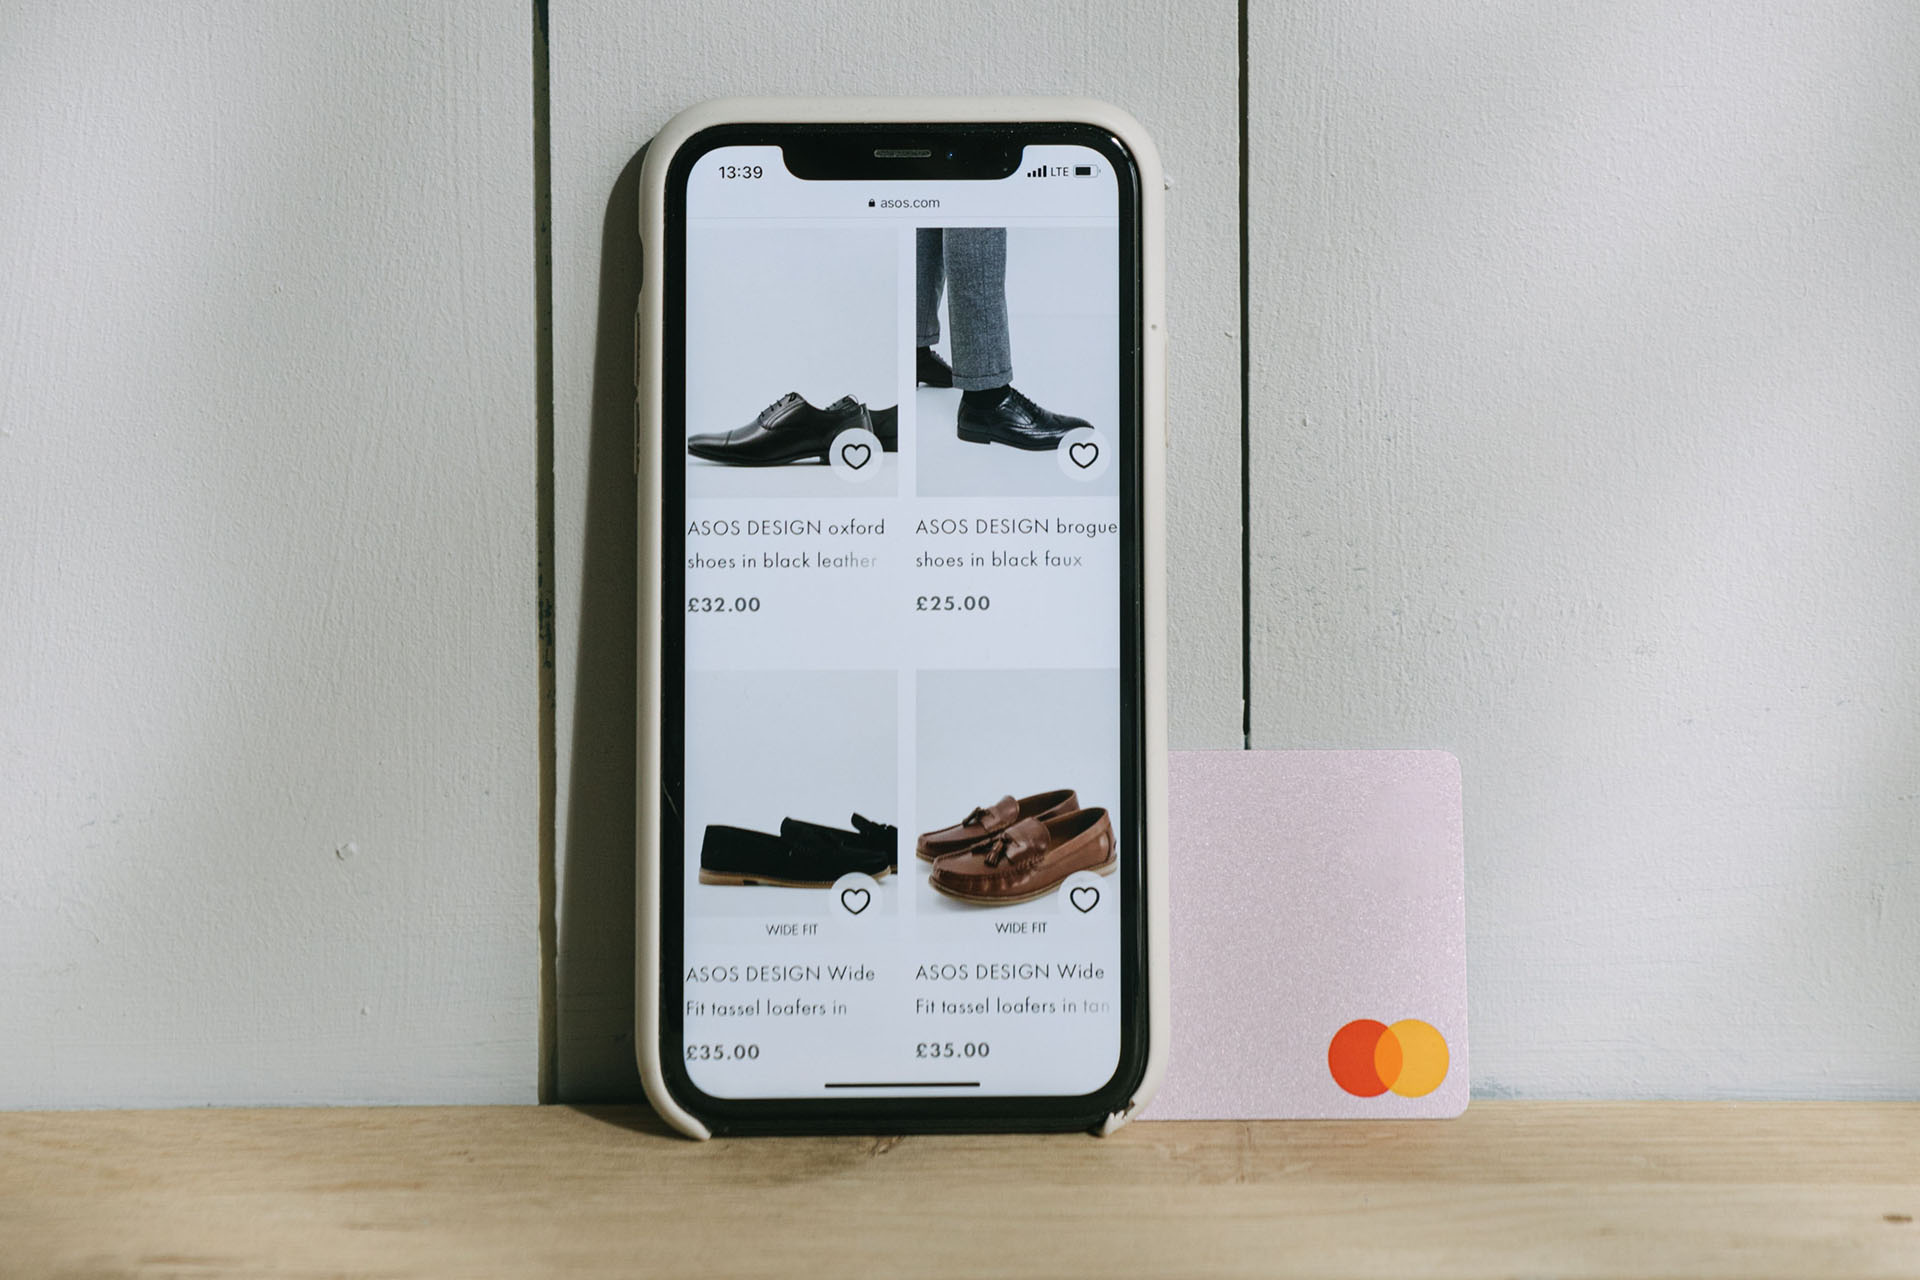 13:39
LTE
asos.com
ASOS DESIGN oxford
shoes in black leather
£32.00
ASOS DESIGN brogue
shoes in black faux
£25.00
WIDE FIT
ASOS DESIGN Wide
Fit tassel loafers in
£35.00
WIDE FIT
ASOS DESIGN Wide
Fit tassel loafers in tan
£35.00